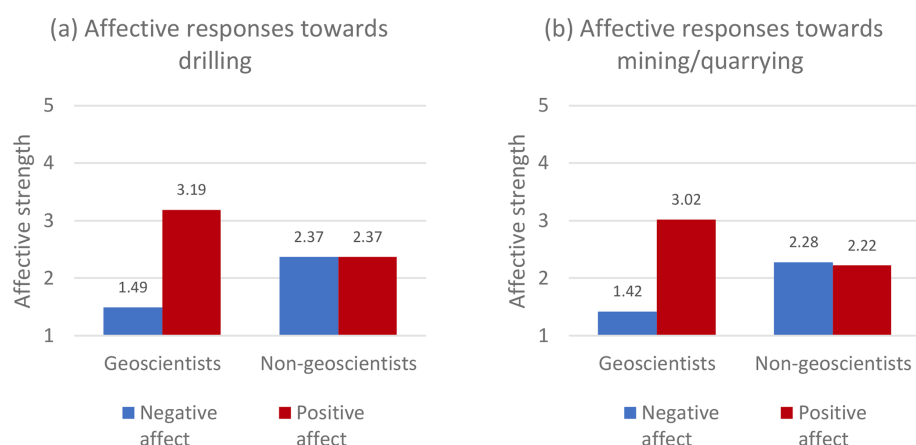 (a) Affective responses towards
drilling
Affective strength
5
4
3
2
1
1.49
3.19
2.37
2.37
Geoscientists
Non-geoscientists
Negative
affect
Positive
affect
(b) Affective responses towards
mining/quarrying
Affective strength
5
4
3
2
1
1.42
3.02
2.28
2.22
Geoscientists
Non-geoscientists
Negative
affect
Positive
affect